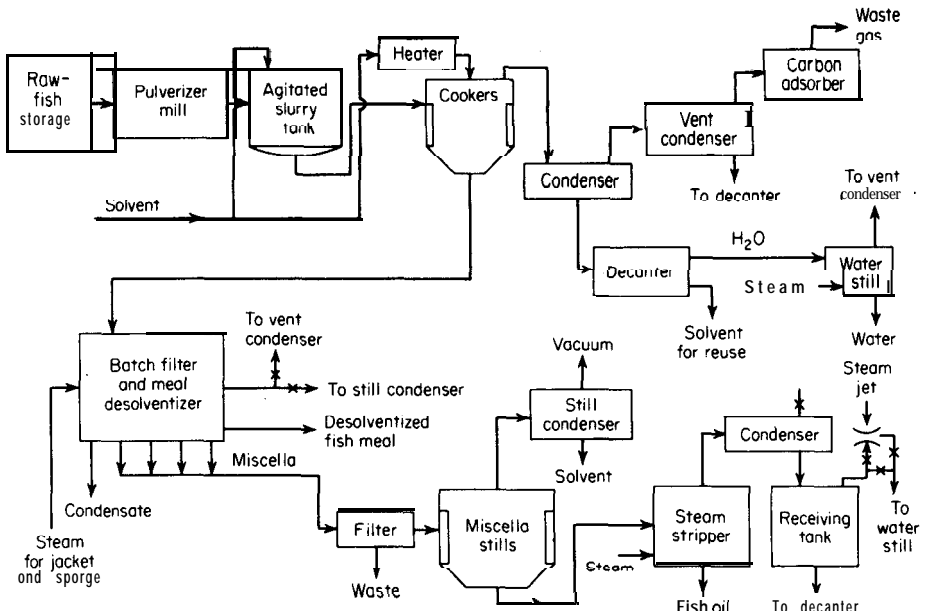 Waste
gas
Raw-
fish
storage
Pulverizer
mill
Agitated
slurry
tank
Heater
Cookers
Carbon
adsorber
Vent
condenser
Condenser
To decanter
To vent
condenser
Solvent
H₂O
Decanter
Water
still
Steam
Solvent
for reuse
Water
To vent
condenser
Batch filter
and meal
desolventizer
To still condenser
Desolventized
fish meal
Miscella
Condensate
Steam
for jacket
ond sporge
Vacuum
Still
condenser
Solvent
Filter
Waste
Miscella
stills
Steam
jet
Condenser
Steam
stripper
Steam
Fish oil
Receiving
tank
To
water
still
To decanter